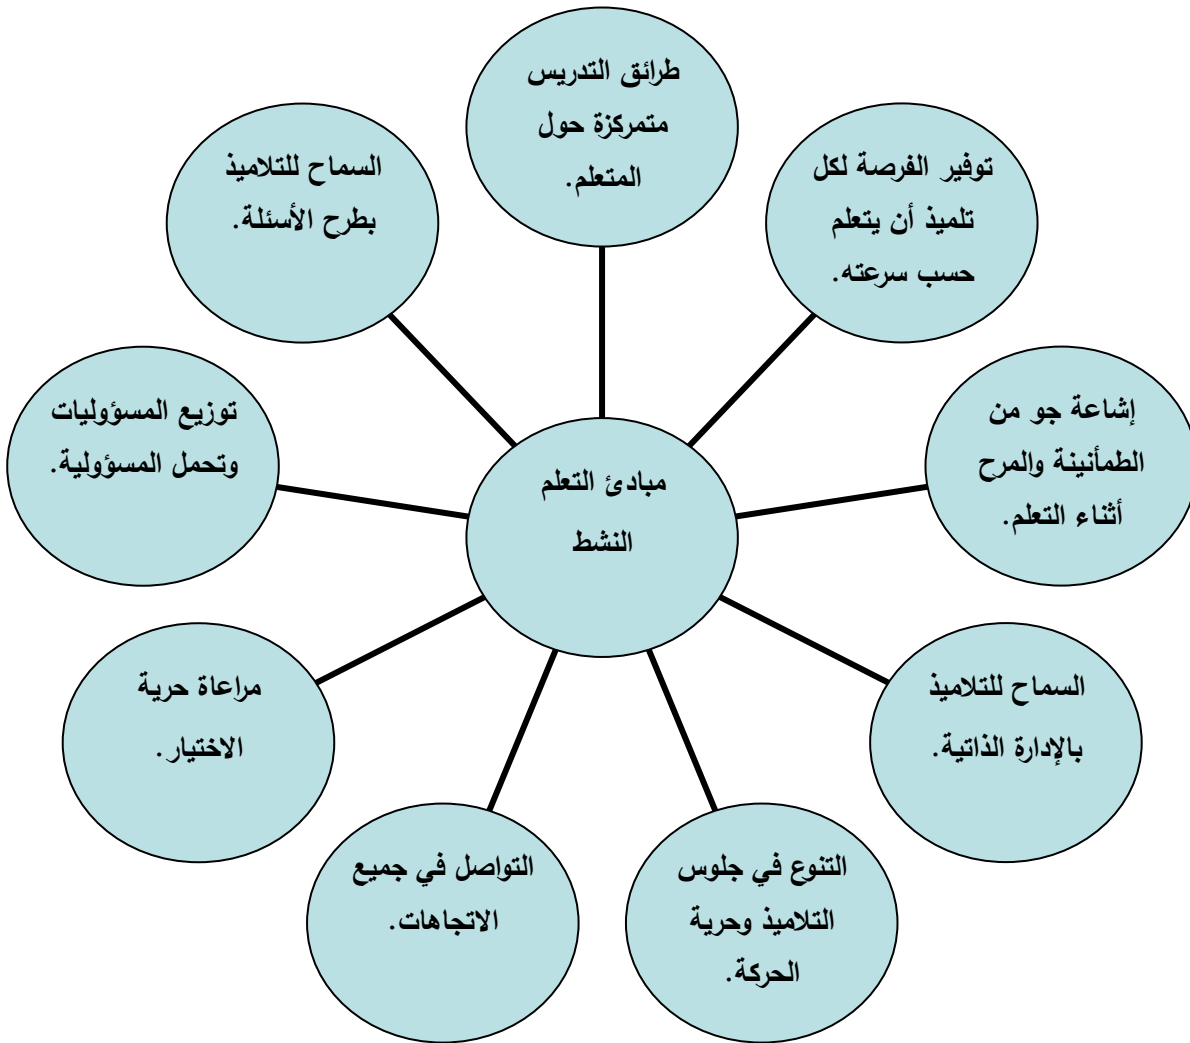 طرائق التدريس
متمركزة حول
المتعلم.
توفير الفرصة لكل
تلميذ أن يتعلم
حسب سرعته.
إشاعة جو من
الطمأنينة والمرح
أثناء التعلم.
السماح للتلاميذ
بالإدارة الذاتية.
التنوع في جلوس
التلاميذ وحرية
الحركة.
التواصل في جميع
الاتجاهات.
مراعاة حرية
الاختيار.
توزيع المسؤوليات
وتحمل المسؤولية.
السماح للتلاميذ
بطرح الأسئلة.
مبادئ التعلم
النشط